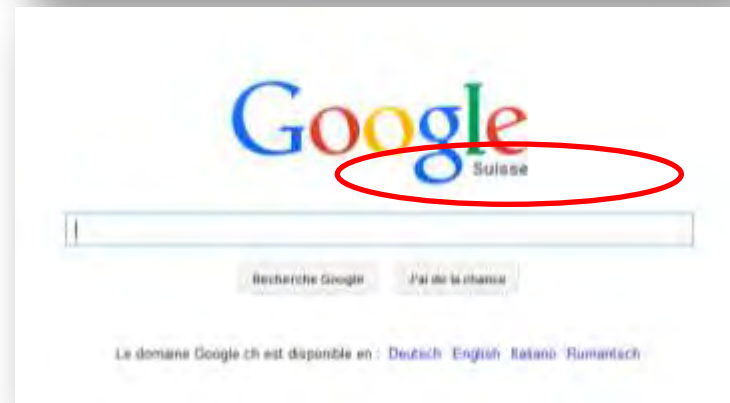 Google
Suisse
Recherche Google J'ai de la chance
Le domaine Google.ch est disponible en : Deutsch English Italiano Rumantsch